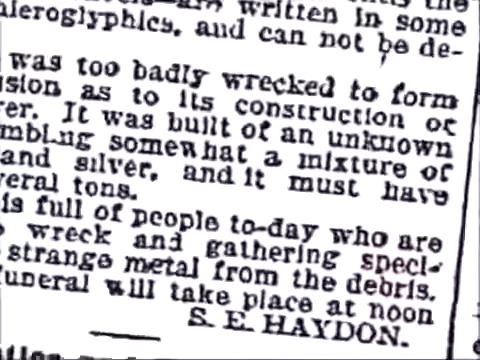 written in some
hieroglyphics, and can not be de-
was too badly wrecked to form
usion as to its construction or
er. It was built of an unknown
mbling somewhat a mixture of
and silver, and it must have
veral tons.
is full of people to-day who are
wreck and gathering speci-
strange metal from the debris.
funeral will take place at noon
S. E. HAYDON.